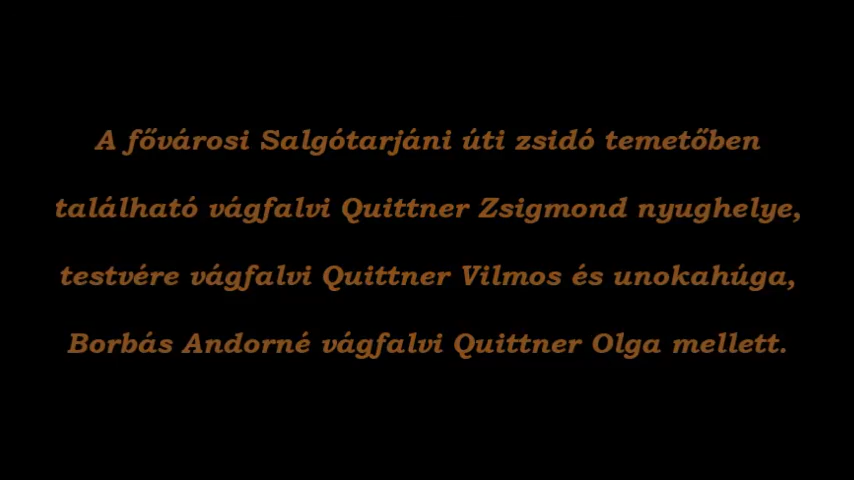 A fővárosi Salgótarjáni úti zsidó temetőben
található vágfalvi Quittner Zsigmond nyughelye,
testvére vágfalvi Quittner Vilmos és unokahúga,
Borbás Andorné vágfalvi Quittner Olga mellett.